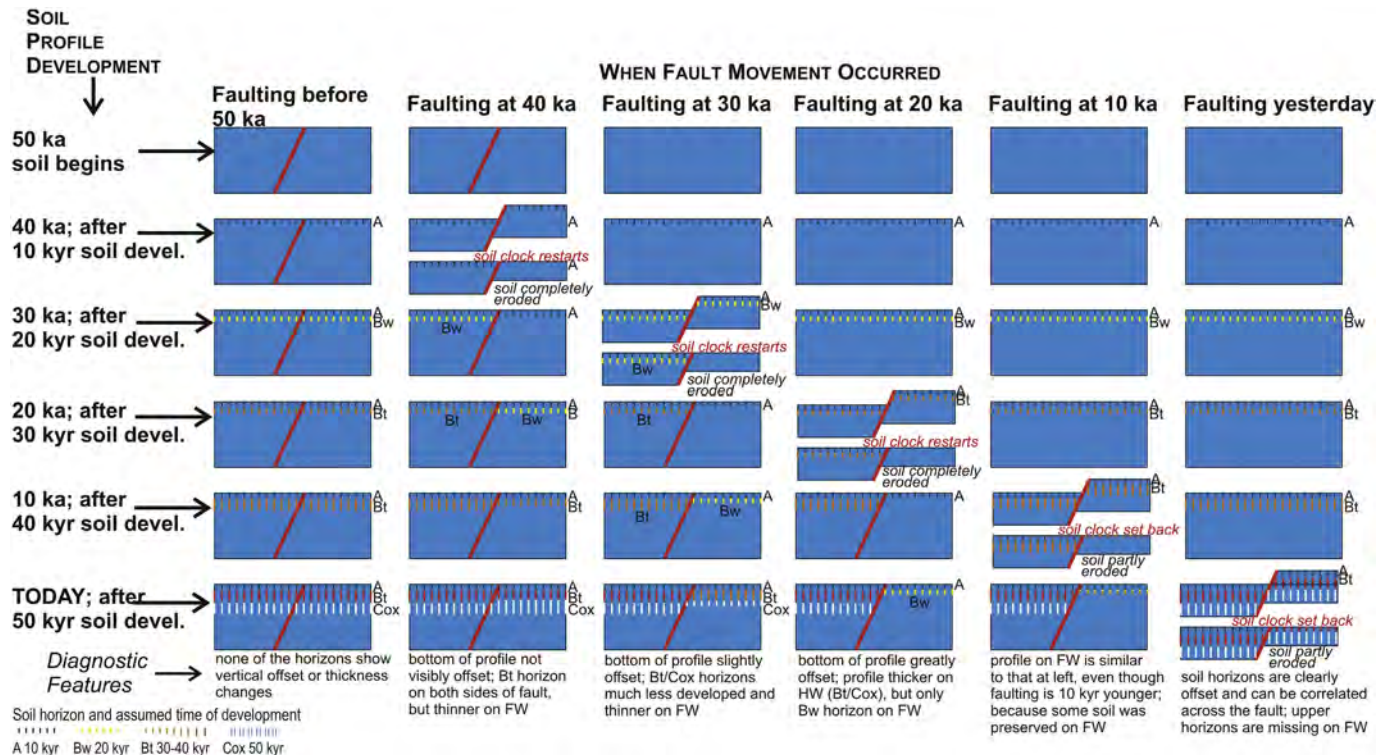 SOIL
PROFILE
DEVELOPMENT
WHEN FAULT MOVEMENT OCCURRED
Faulting before
50 ka
Faulting at 40 ka
Faulting at 30 ka
Faulting at 20 ka
Faulting at 10 ka
Faulting yesterday
50 ka
soil begins
40 ka; after
10 kyr soil devel.
A
A
soil clock restarts
A
soil completely
eroded
A
A
A
A
30 ka; after
20 kyr soil devel.
A
Bw
Bw
A
A
Bw
soil clock restarts
Bw
soil completely
eroded
A
Bw
A
Bw
A
Bw
20 ka; after
30 kyr soil devel.
A
Bt
Bt
Bw
A
B
Bt
A
A
Bt
soil clock restarts
soil completely
eroded
A
Bt
A
Bt
10 ka; after
40 kyr soil devel.
A
Bt
A
Bt
Bt
Bw
A
A
A
Bt
soil clock set back
soil partly
eroded
A
Bt
TODAY; after
50 kyr soil devel.
A
Bt
Cox
A
Bt
Cox
A
Bt
Cox
Bw
A
A
Bt
soil clock set back
soil partly
eroded
Diagnostic
Features
none of the horizons show
vertical offset or thickness
changes
bottom of profile not
visibly offset; Bt horizon
on both sides of fault,
but thinner on FW
bottom of profile slightly
offset; Bt/Cox horizons
much less developed and
thinner on FW
bottom of profile greatly
offset; profile thicker on
HW (Bt/Cox), but only
Bw horizon on FW
profile on FW is similar
to that at left, even though
faulting is 10 kyr younger;
because some soil was
preserved on FW
soil horizons are clearly
offset and can be correlated
across the fault; upper
horizons are missing on FW
Soil horizon and assumed time of development
A 10 kyr Bw 20 kyr Bt 30-40 kyr Cox 50 kyr